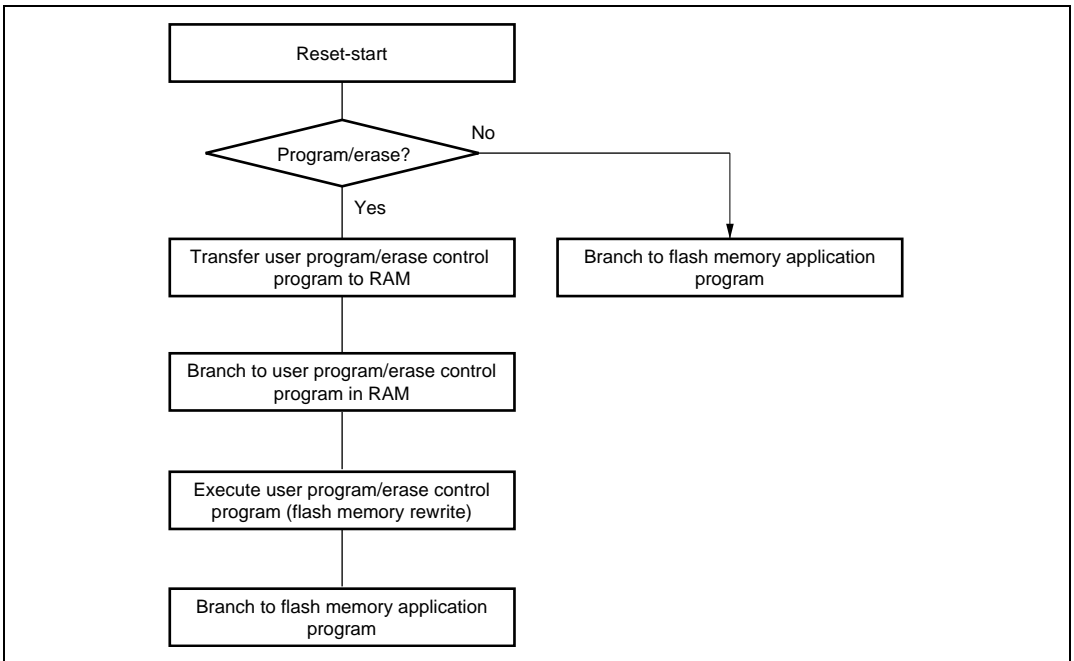 Reset-start
No
Program/erase?
Yes
Transfer user program/erase control
program to RAM
Branch to flash memory application
program
Branch to user program/erase control
program in RAM
Execute user program/erase control
program (flash memory rewrite)
Branch to flash memory application
program